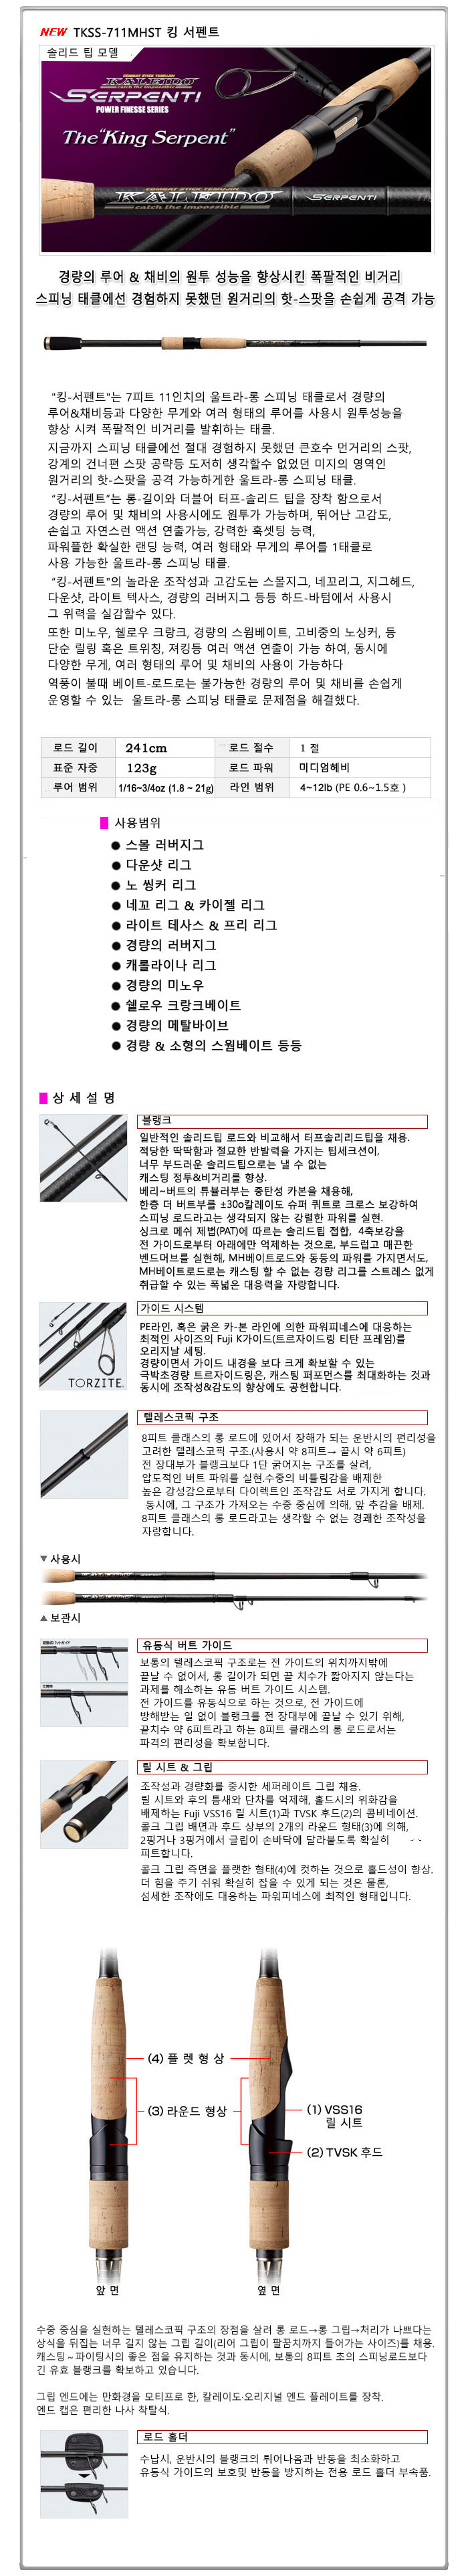 NEW TKSS-711MHST 킹 서펜트
솔리드 팁 모델
COMBAT STICK TEMUJIN
KALEIDO
catch the impossible
SERPENTI
POWER FINESSE SERIES
The "King Serpent"
COMBAT STICK TEMUJIN
KALEIDO
catch the impossible
SERPENTI
경량의 루어 & 채비의 원투 성능을 향상시킨 폭팔적인 비거리
스피닝 태클에선 경험하지 못했던 원거리의 핫-스팟을 손쉽게 공격 가능
"킹-서펜트"는 7피트 11인치의 울트라-롱 스피닝 태클로서 경량의
루어&채비등과 다양한 무게와 여러 형태의 루어를 사용시 원투성능을
향상 시켜 폭팔적인 비거리를 발휘하는 태클.
지금까지 스피닝 태클에선 절대 경험하지 못했던 큰호수 먼거리의 스팟,
강계의 건너편 스팟 공략등 도저히 생각할수 없었던 미지의 영역인
원거리의 핫-스팟을 공격 가능하게한 울트라-롱 스피닝 태클.
"킹-서펜트"는 롱-길이와 더불어 터프-솔리드 팁을 장착 함으로서
경량의 루어 및 채비의 사용시에도 원투가 가능하며, 뛰어난 고감도,
손쉽고 자연스런 액션 연출가능, 강력한 훅셋팅 능력,
파워플한 확실한 랜딩 능력, 여러 형태와 무게의 루어를 1태클로
사용 가능한 울트라-롱 스피닝 태클.
"킹-서펜트"의 놀라운 조작성과 고감도는 스몰지그, 네꼬리그, 지그헤드,
다운샷, 라이트 텍사스, 경량의 러버지그 등등 하드-바텀에서 사용시
그 위력을 실감할수 있다.
또한 미노우, 쉘로우 크랑크, 경량의 스윔베이트, 고비중의 노싱커, 등
단순 릴링 혹은 트위칭, 져킹등 여러 액션 연출이 가능 하여, 동시에
다양한 무게, 여러 형태의 루어 및 채비의 사용이 가능하다
역풍이 불때 베이트-로드로는 불가능한 경량의 루어 및 채비를 손쉽게
운영할 수 있는 울트라-롱 스피닝 태클로 문제점을 해결했다.
로드 길이 241cm 로드 절수 1 절
표준 자중 123g 로드 파워 미디엄헤비
루어 범위 1/16~3/4oz (1.8 ~ 21g) 라인 범위 4~12lb (PE 0.6~1.5호 )
사용범위
● 스몰 러버지그
● 다운샷 리그
● 노 씽커 리그
● 네꼬 리그 & 카이젤 리그
● 라이트 테사스 & 프리 리그
● 경량의 러버지그
● 캐롤라이나 리그
● 경량의 미노우
● 쉘로우 크랑크베이트
● 경량의 메탈바이브
● 경량 & 소형의 스윔베이트 등등
상 세 설 명
블랭크
일반적인 솔리드팁 로드와 비교해서 터프솔리리드팁을 채용.
적당한 딱딱함과 절묘한 반발력을 가지는 팁세크션이,
너무 부드러운 솔리드팁으로는 낼 수 없는
캐스팅 정투&비거리를 향상.
베리~버트의 튜뷸러부는 중탄성 카본을 채용해,
한층 더 버트부를 ±30o칼레이도 슈퍼 쿼트로 크로스 보강하여
스피닝 로드라고는 생각되지 않는 강렬한 파워를 실현.
싱크로 메쉬 제법(PAT)에 따르는 솔리드팁 접합, 4축보강을
전 가이드로부터 아래에만 억제하는 것으로, 부드럽고 매끈한
벤드머브를 실현해, MH베이트로드와 동등의 파워를 가지면서도,
MH베이트로드로는 캐스팅 할 수 없는 경량 리그를 스트레스 없게
취급할 수 있는 폭넓은 대응력을 자랑합니다.
가이드 시스템
TORZITE.
PE라인, 혹은 굵은 카-본 라인에 의한 파워피네스에 대응하는
최적인 사이즈의 Fuji K가이드(트르자이드링 티탄 프레임)를
오리지날 세팅.
경량이면서 가이드 내경을 보다 크게 확보할 수 있는
극박초경량 트르자이드링은, 캐스팅 퍼포먼스를 최대화하는 것과
동시에 조작성&감도의 향상에도 공헌합니다.
텔레스코픽 구조
8피트 클래스의 롱 로드에 있어서 장해가 되는 운반시의 편리성을
고려한 텔레스코픽 구조.(사용시 약 8피트→ 끝시 약 6피트)
전 장대부가 블랭크보다 1단 굵어지는 구조를 살려,
압도적인 버트 파워를 실현.수중의 비틀림감을 배제한
높은 강성감으로부터 다이렉트인 조작감도 서로 가지게 합니다.
동시에, 그 구조가 가져오는 수중 중심에 의해, 앞 추감을 배제.
8피트 클래스의 롱 로드라고는 생각할 수 없는 경쾌한 조작성을
자랑합니다.
▼ 사용시
▲ 보관시
유동식 버트 가이드
보통의 텔레스코픽 구조로는 전 가이드의 위치까지밖에
끝날 수 없어서, 롱 길이가 되면 끝 치수가 짧아지지 않는다는
과제를 해소하는 유동 버트 가이드 시스템.
전 가이드를 유동식으로 하는 것으로, 전 가이드에
방해받는 일 없이 블랭크를 전 장대부에 끝날 수 있기 위해,
끝치수 약 6피트라고 하는 8피트 클래스의 롱 로드로서는
파격의 편리성을 확보합니다.
릴 시트 & 그립
조작성과 경량화를 중시한 세퍼레이트 그립 채용.
릴 시트와 후의 틈새와 단차를 억제해, 홀드시의 위화감을
배제하는 Fuji VSS16 릴 시트(1)과 TVSK 후드(2)의 콤비네이션.
콜크 그립 배면과 후드 상부의 2개의 라운드 형태(3)에 의해,
2핑거나 3핑거에서 글립이 손바닥에 달라붙도록 확실히
피트합니다.
콜크 그립 측면을 플랫한 형태(4)에 컷하는 것으로 홀드성이 향상.
더 힘을 주기 쉬워 확실히 잡을 수 있게 되는 것은 물론,
섬세한 조작에도 대응하는 파워피네스에 최적인 형태입니다.
(4) 플 렛 형 상
(3) 라운드 형상
(1) VSS16
릴 시트
(2) TVSK 후드
앞 면
옆 면
수중 중심을 실현하는 텔레스코픽 구조의 장점을 살려 롱 로드→롱 그립→처리가 나쁘다는
상식을 뒤집는 너무 길지 않는 그립 길이(리어 그립이 팔꿈치까지 들어가는 사이즈)를 채용.
캐스팅~파이팅시의 좋은 점을 유지하는 것과 동시에, 보통의 8피트 초의 스피닝로드보다
긴 유효 블랭크를 확보하고 있습니다.
그립 엔드에는 만화경을 모티프로 한, 칼레이도·오리지널 엔드 플레이트를 장착.
엔드 캡은 편리한 나사 착탈식.
로드 홀더
수납시, 운반시의 블랭크의 튀어나옴과 반동을 최소화하고
유동식 가이드의 보호및 반동을 방지하는 전용 로드 홀더 부속품.